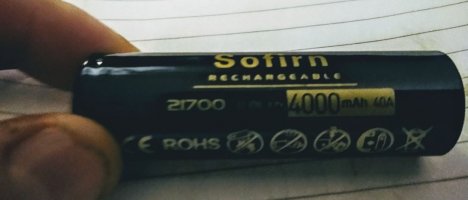 Sofirn
RECHARGEABLE
21700 4000mAh 40A
CE ROHS